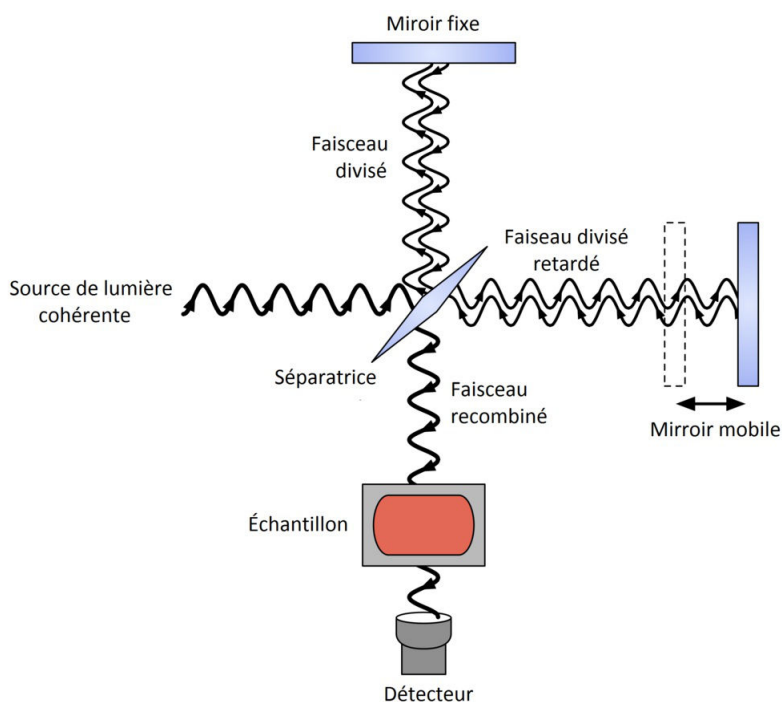 Miroir fixe
Faisceau
divisé
Faiseau divisé
retardé
Source de lumière
cohérente
Séparatrice
Faisceau
recombiné
Mirroir mobile
Échantillon
Détecteur